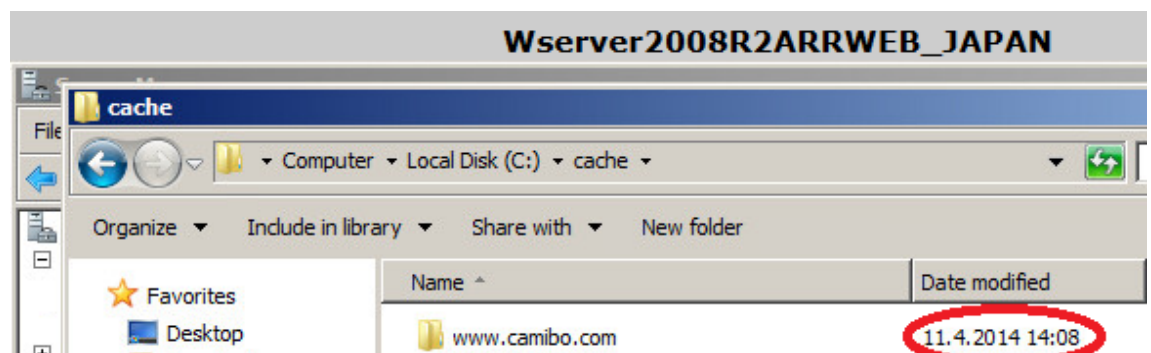 Wserver2008R2ARRWEB_JAPAN
cache
File
Computer Local Disk (C:) cache
Organize Include in library Share with New folder
Name Date modified
Favorites
Desktop
www.camibo.com 11.4.2014 14:08